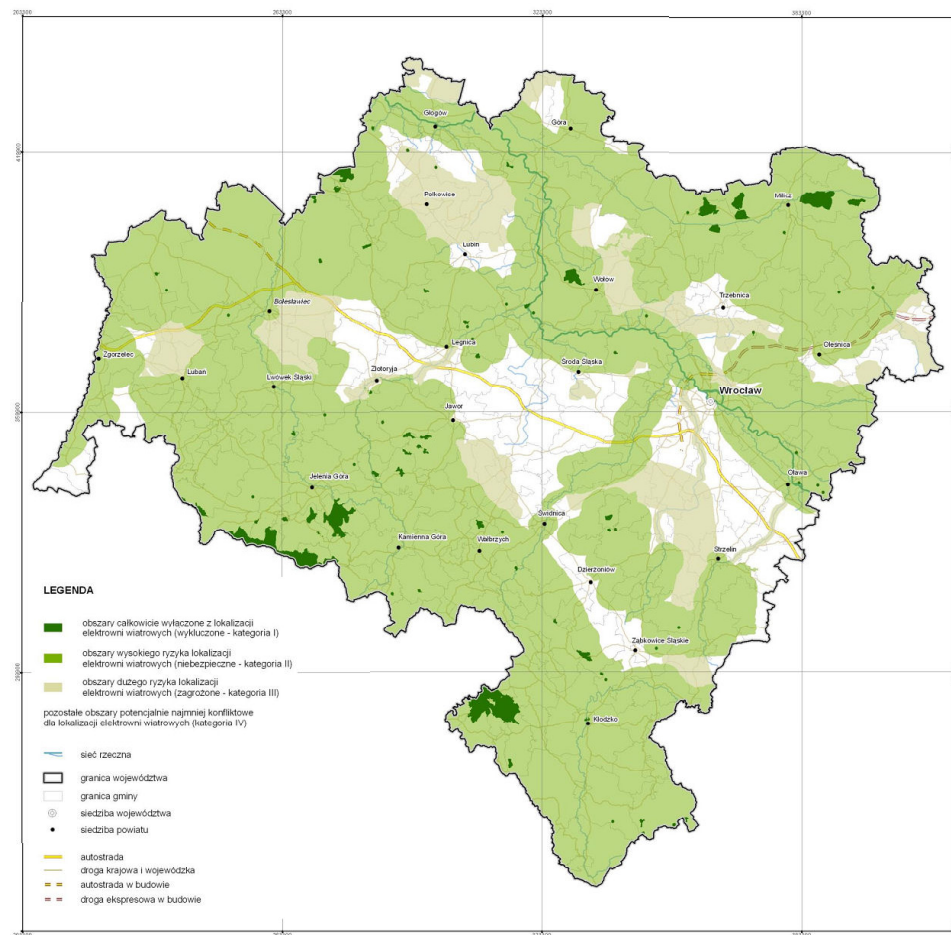 Głogów
Góra
Polkowice
Milicz
Lubin
Wołów
Trzebnica
Bolesławiec
Legnica
Oleśnica
Zgorzelec
Środa Śląska
Lubań
Złotoryja
Lwówek Śląski
Wrocław
Jawor
Jelenia Góra
Oława
Świdnica
Kamienna Góra
Wałbrzych
Strzelin
Dzierżoniów
Ząbkowice Śląskie
Kłodzko
LEGENDA
obszary całkowicie wyłączone z lokalizacji
elektrowni wiatrowych (wykluczone - kategoria I)
obszary wysokiego ryzyka lokalizacji
elektrowni wiatrowych (niebezpieczne - kategoria II)
obszary dużego ryzyka lokalizacji
elektrowni wiatrowych (zagrożone - kategoria III)
pozostałe obszary potencjalnie najmniej konfliktowe
dla lokalizacji elektrowni wiatrowych (kategoria IV)
sieć rzeczna
granica województwa
granica gminy
siedziba województwa
siedziba powiatu
autostrada
droga krajowa i wojewódzka
autostrada w budowie
droga ekspresowa w budowie